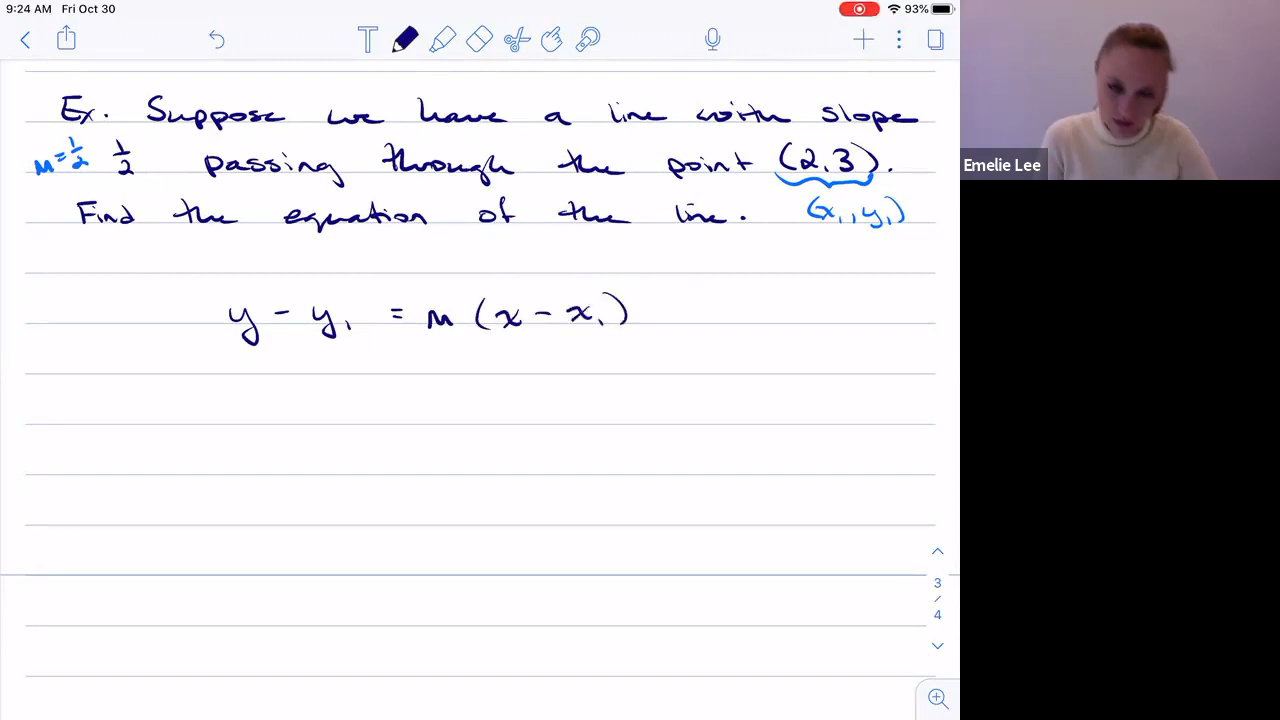 9:24 AM Fri Oct 30
93%
Ex. Suppose we have a line with slope
m = 1/2 1/2 passing through the point (2,3).
Find the equation of the line. (x₁, y₁)
y - y₁ = m (x - x₁)
Emelie Lee
3
/
4